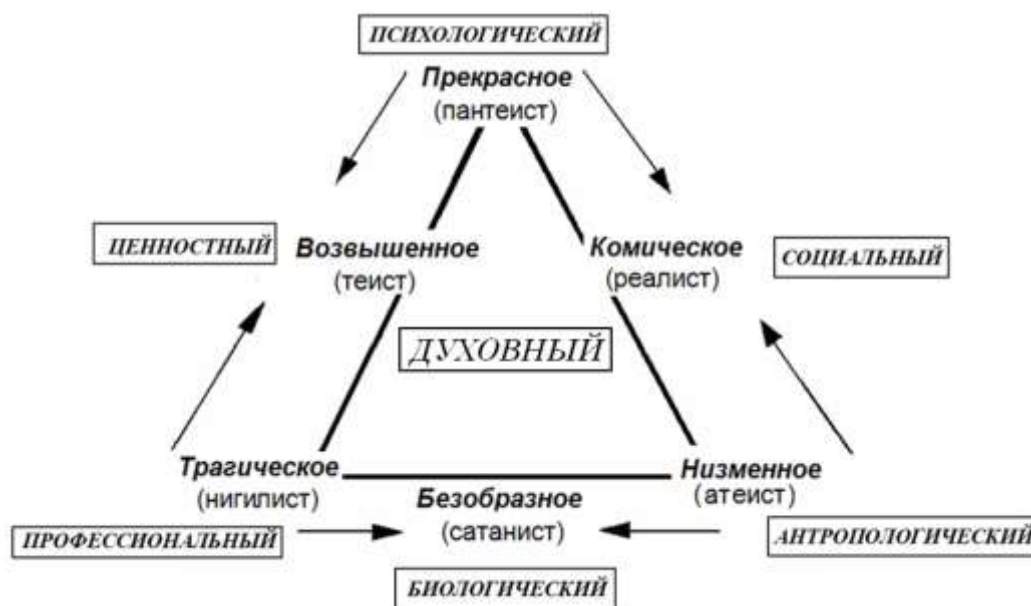 ПСИХОЛОГИЧЕСКИЙ
Прекрасное
(пантеист)
ЦЕННОСТНЫЙ
Возвышенное
(теист)
Комическое
(реалист)
СОЦИАЛЬНЫЙ
ДУХОВНЫЙ
Трагическое
(нигилист)
Безобразное
(сатанист)
Низменное
(атеист)
ПРОФЕССИОНАЛЬНЫЙ
АНТРОПОЛОГИЧЕСКИЙ
БИОЛОГИЧЕСКИЙ